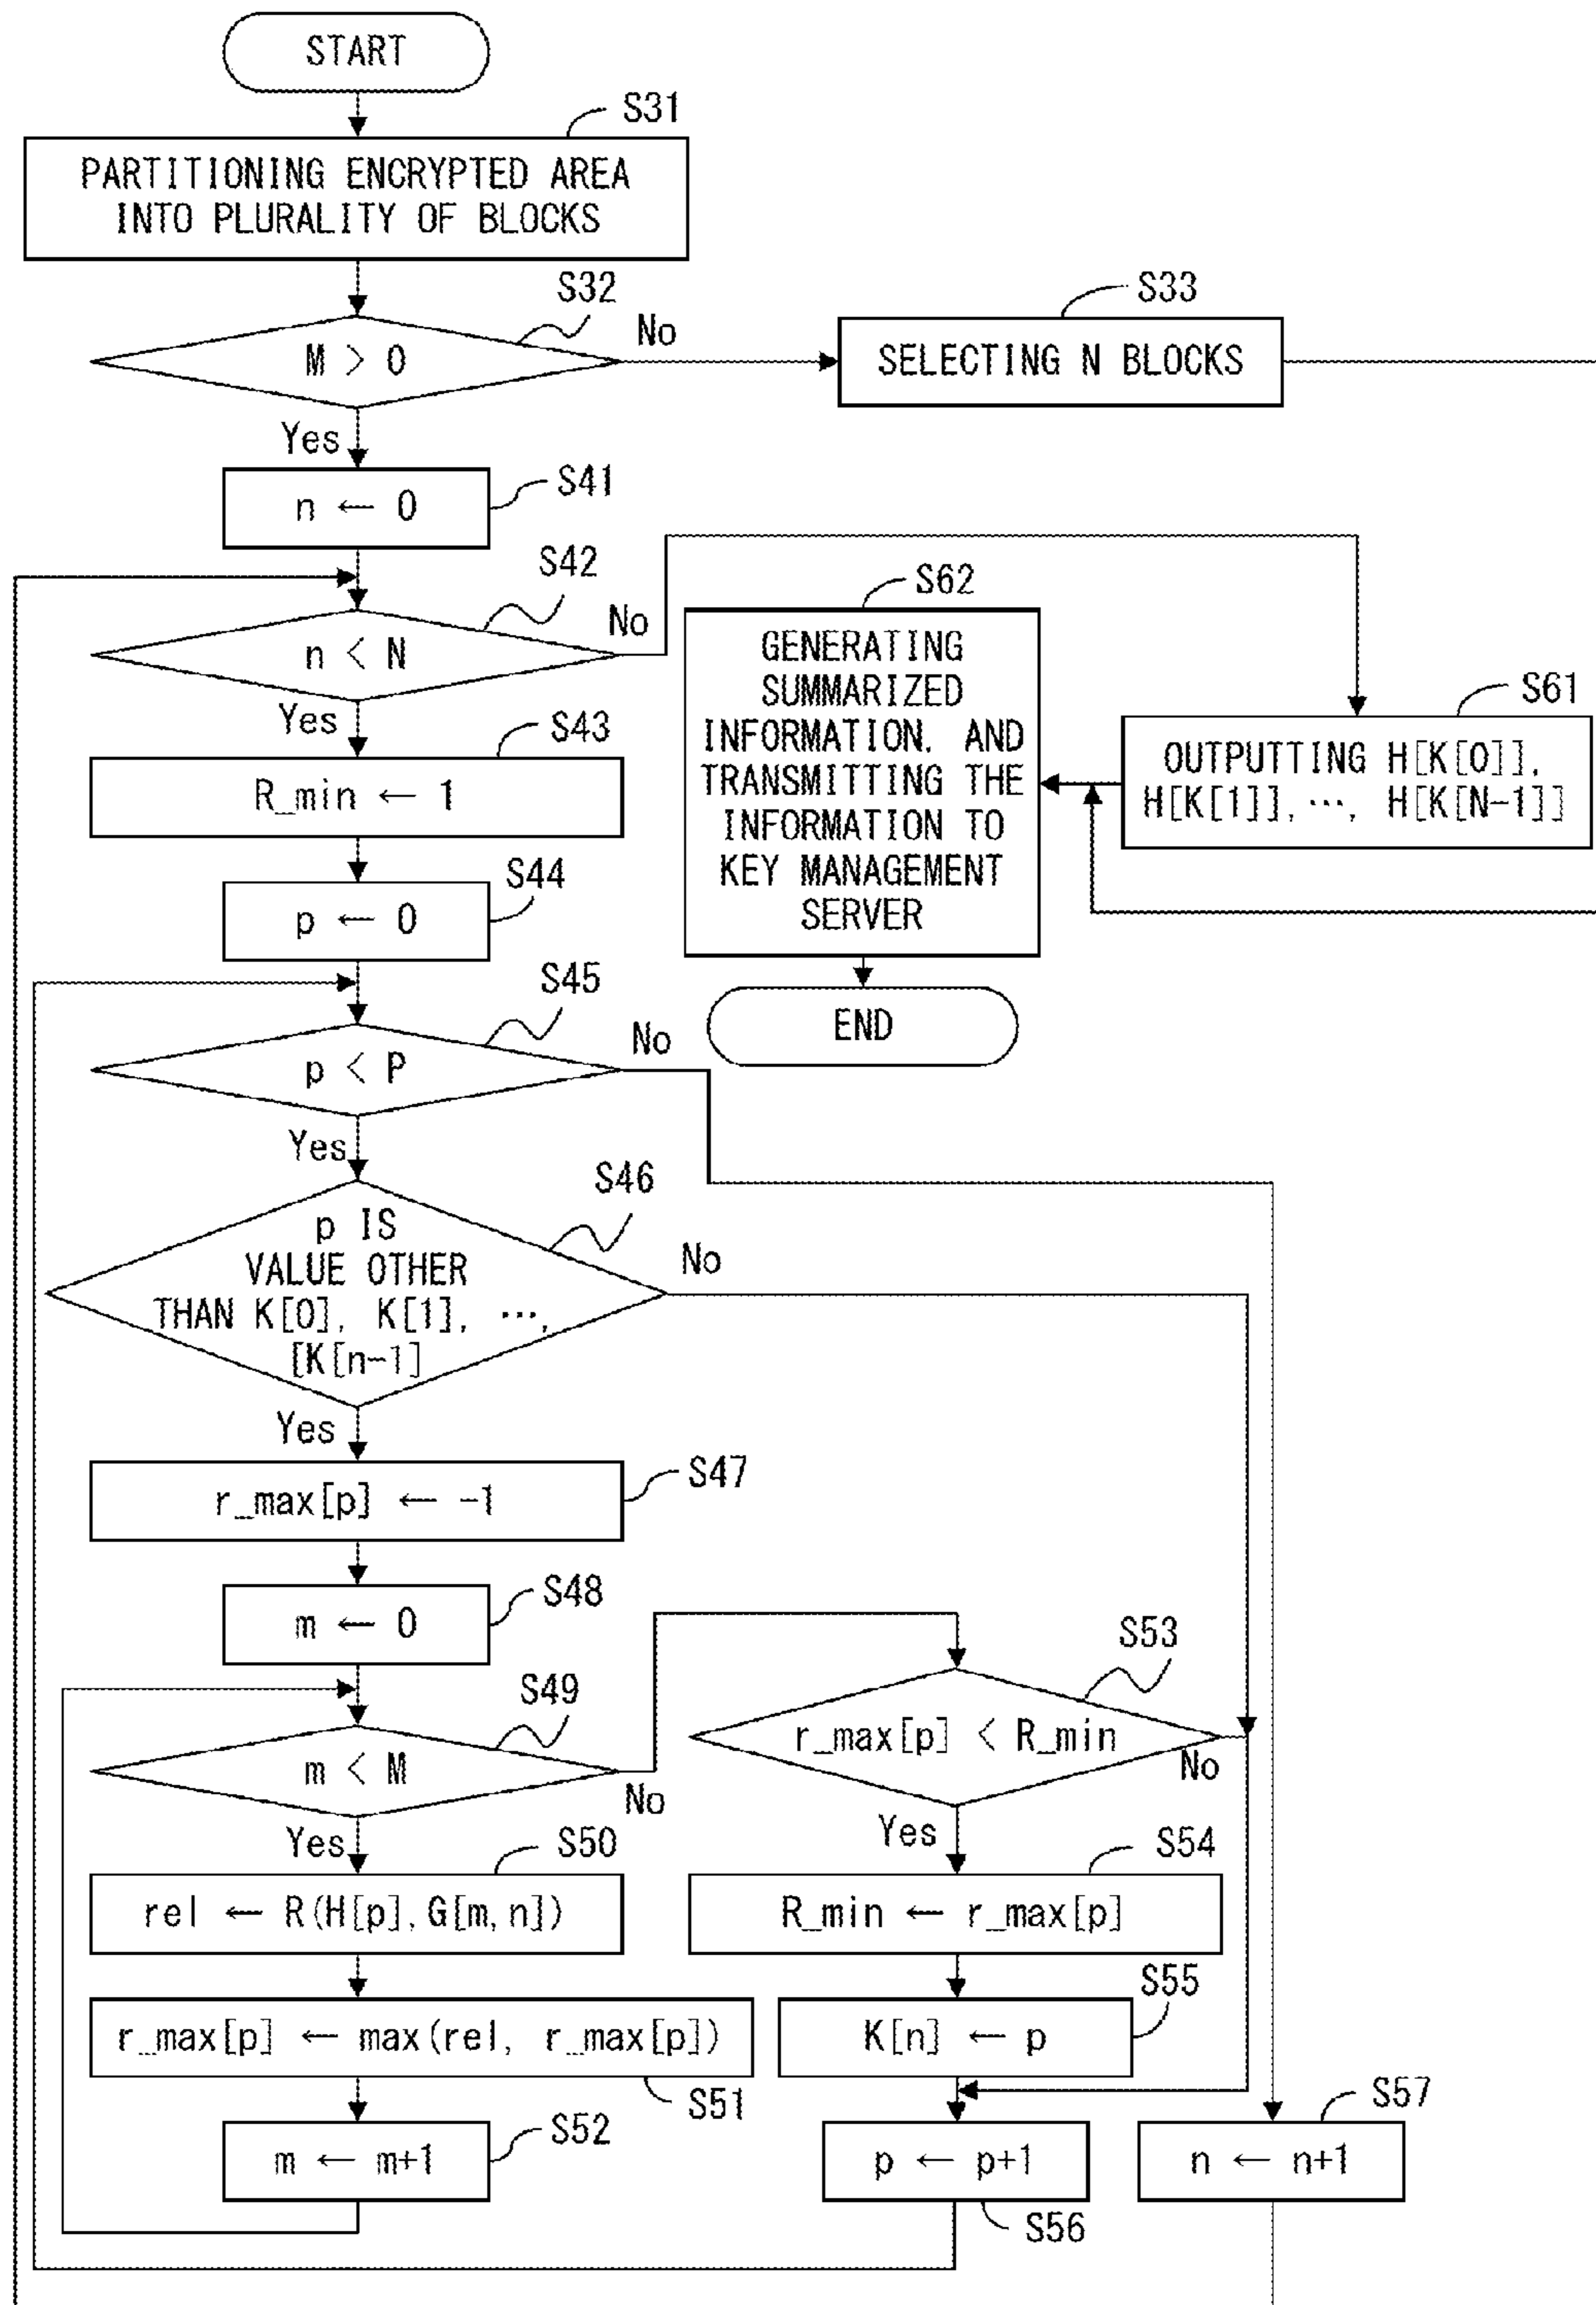 START
S31
PARTITIONING ENCRYPTED AREA
INTO PLURALITY OF BLOCKS
S32
M > 0
No
Yes
S33
SELECTING N BLOCKS
S41
n ← 0
S42
n < N
No
Yes
S43
R_min ← 1
S44
p ← 0
S62
GENERATING
SUMMARIZED
INFORMATION, AND
TRANSMITTING THE
INFORMATION TO
KEY MANAGEMENT
SERVER
S61
OUTPUTTING H[K[0]],
H[K[1]],⋯, H[K[N-1]]
END
S45
p < P
No
Yes
S46
p IS
VALUE OTHER
THAN K[0], K[1], ⋯,
[K[n-1]
No
Yes
S47
r_max[p] ← -1
S48
m ← 0
S49
m < M
No
Yes
S50
rel ← R(H[p],G[m,n])
r_max[p] ← max(rel, r_max[p])
S51
S52
m ← m+1
S53
r_max[p] < R_min
No
Yes
S54
R_min ← r_max[p]
S55
K[n] ← p
p ← p+1
S56
S57
n ← n+1